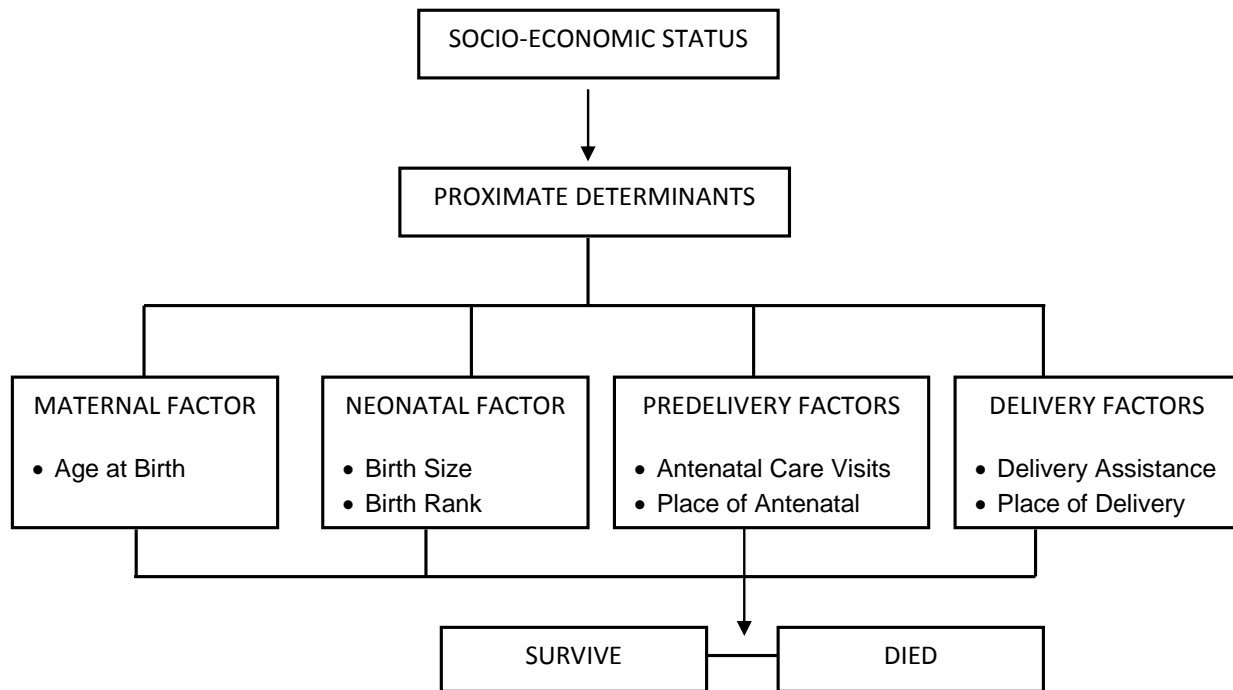 SOCIO-ECONOMIC STATUS
PROXIMATE DETERMINANTS
MATERNAL FACTOR
• Age at Birth
NEONATAL FACTOR
• Birth Size
• Birth Rank
PREDELIVERY FACTORS
• Antenatal Care Visits
• Place of Antenatal
DELIVERY FACTORS
• Delivery Assistance
• Place of Delivery
SURVIVE
DIED